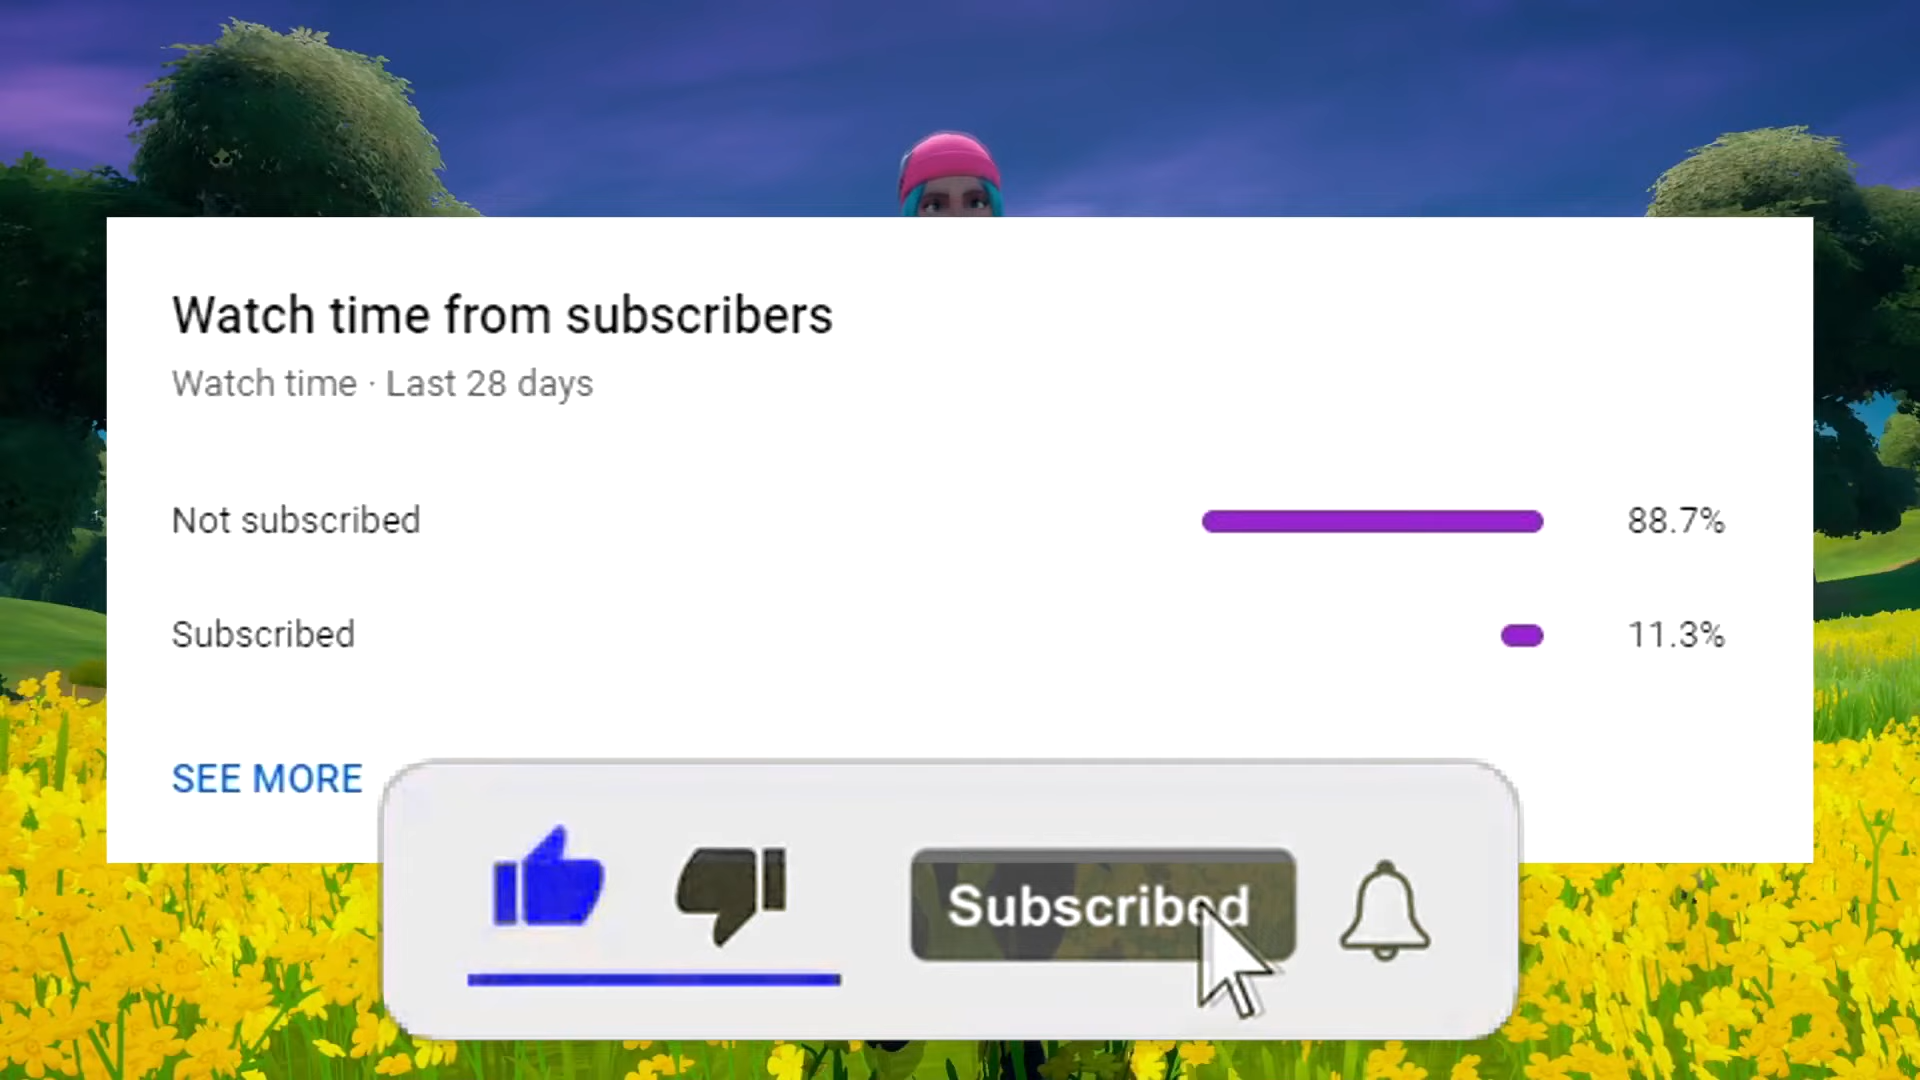 Watch time from subscribers
Watch time · Last 28 days
Not subscribed 88.7%
Subscribed 11.3%
SEE MORE
Subscribed